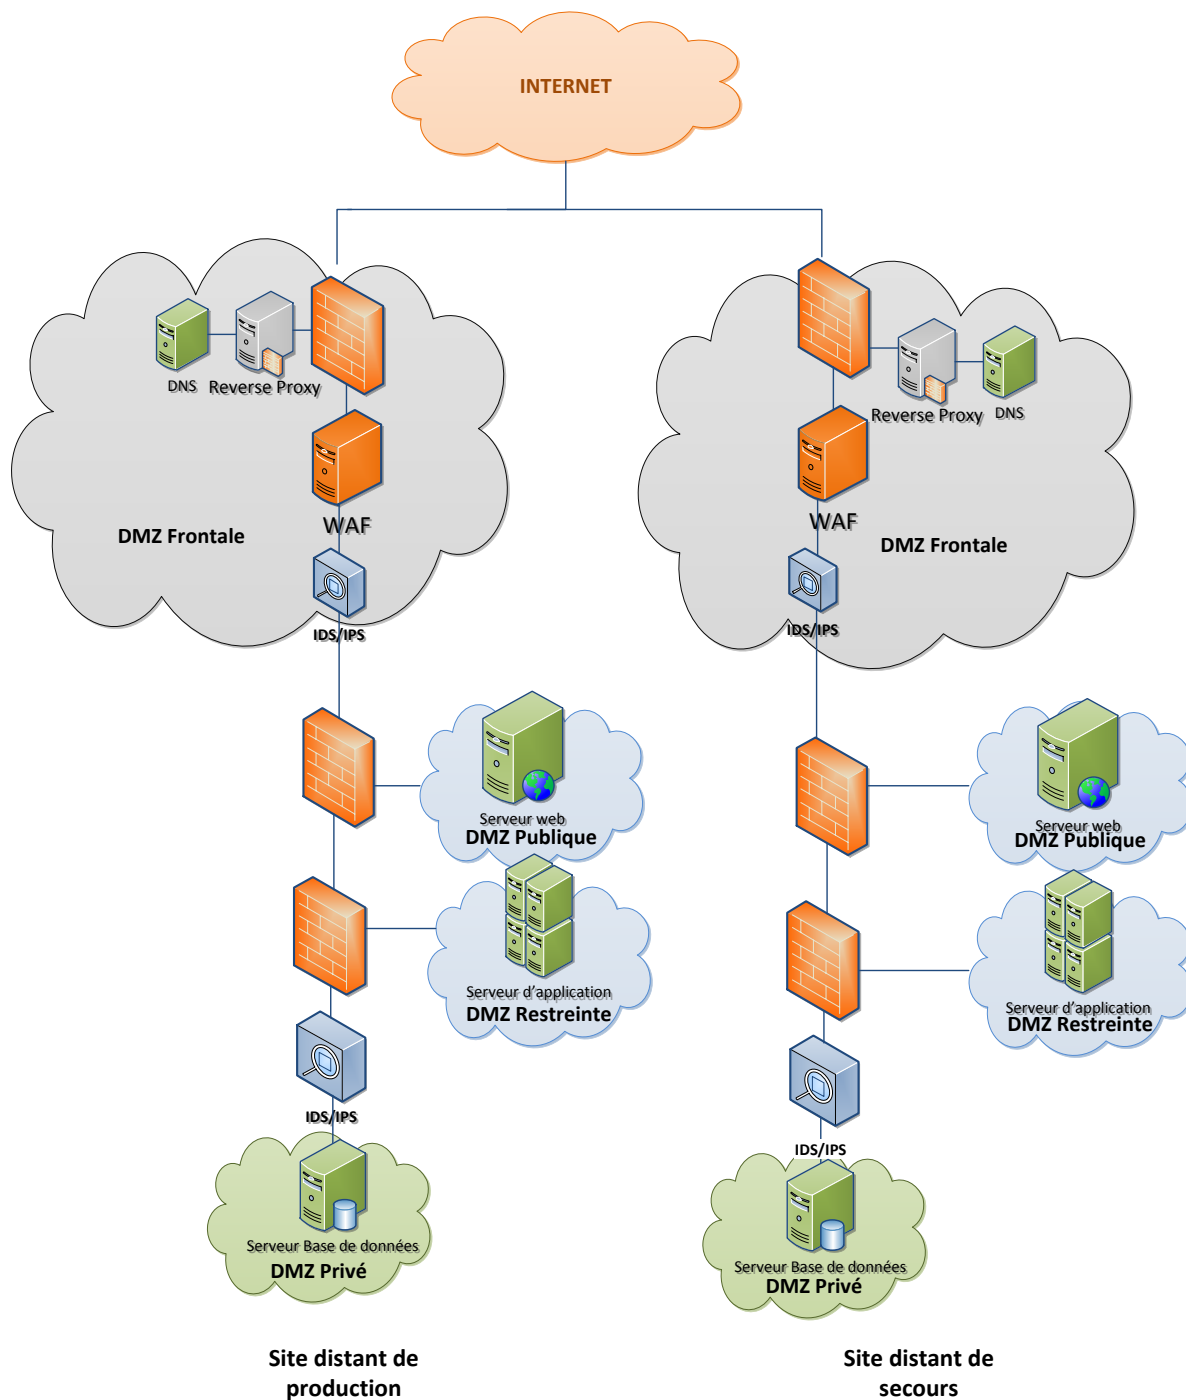 INTERNET
DNS
Reverse Proxy
WAF
DMZ Frontale
IDS/IPS
Reverse Proxy
DNS
WAF
DMZ Frontale
IDS/IPS
Serveur web
DMZ Publique
Serveur d'application
DMZ Restreinte
IDS/IPS
Serveur Base de données
DMZ Privé
Serveur web
DMZ Publique
Serveur d'application
DMZ Restreinte
IDS/IPS
Serveur Base de données
DMZ Privé
Site distant de
production
Site distant de
secours